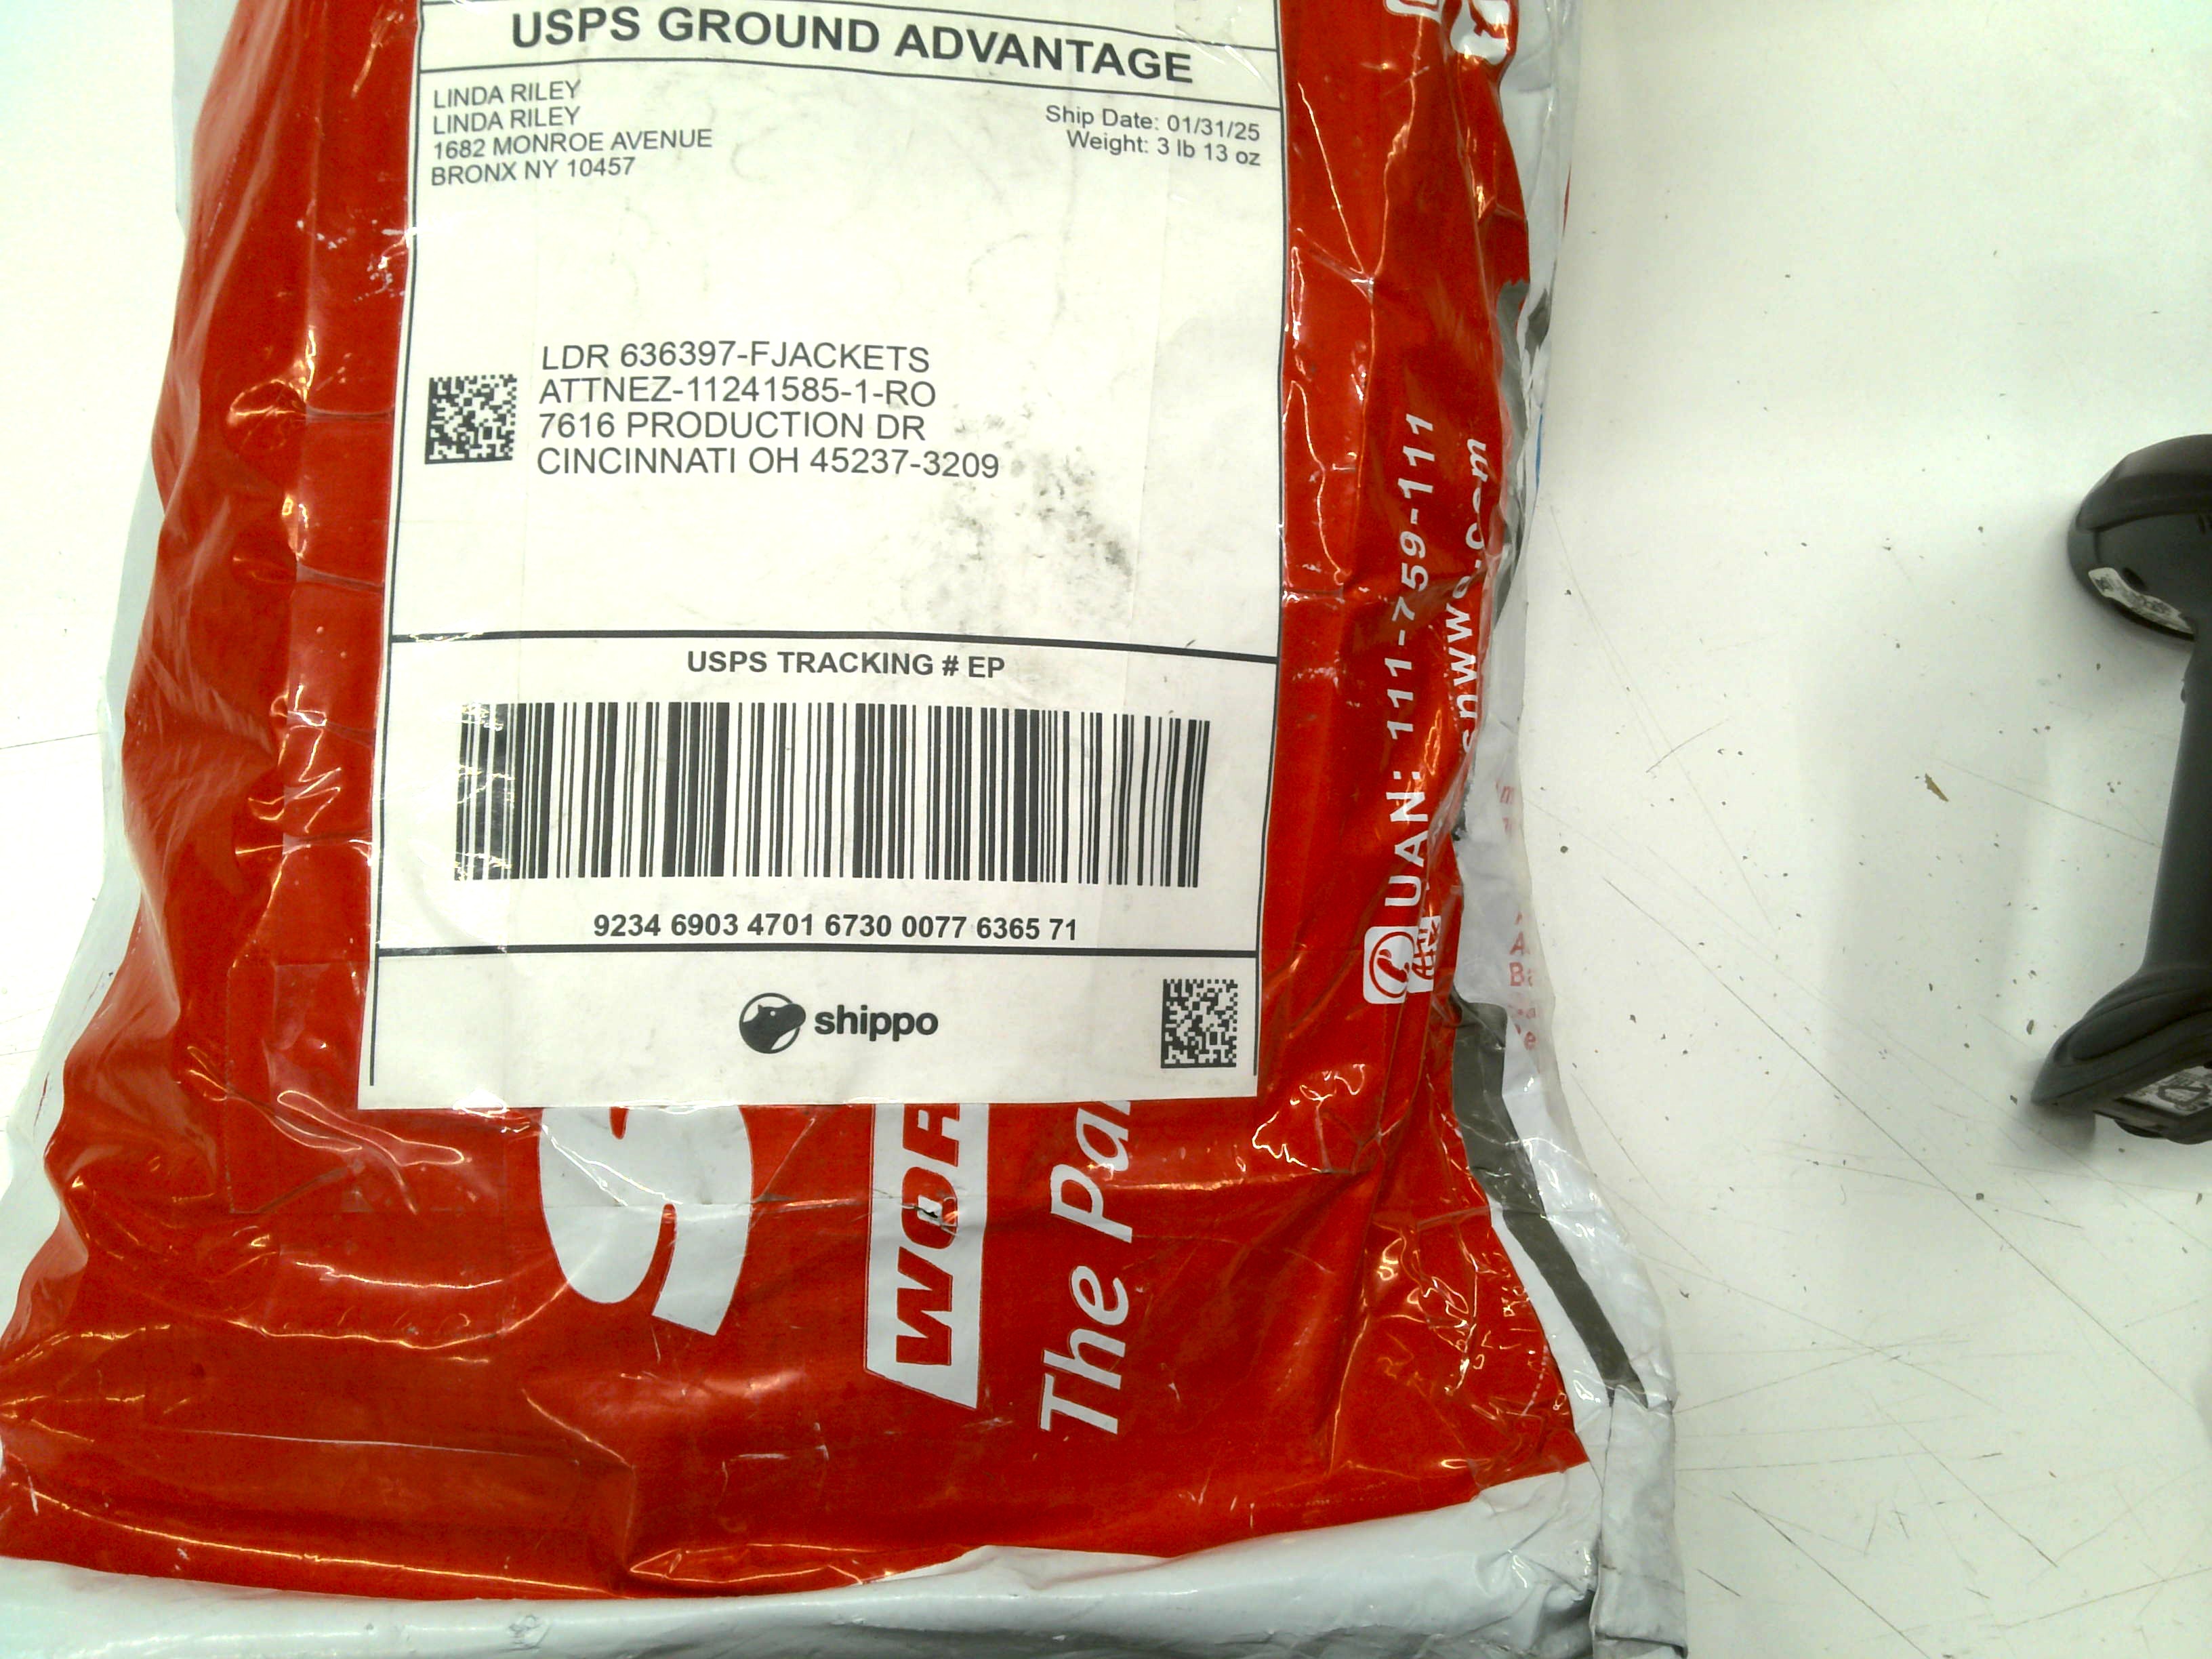 USPS GROUND ADVANTAGE
LINDA RILEY
LINDA RILEY
1682 MONROE AVENUE
BRONX NY 10457
Ship Date: 01/31/25
Weight: 3 lb 13 oz
LDR 636397-FJACKETS
ATTNEZ-11241585-1-RO
7616 PRODUCTION DR
CINCINNATI OH 45237-3209
USPS TRACKING # EP
9234 6903 4701 6730 0077 6365 71
shippo
UAN: 111-759-111
WOR
The Pa